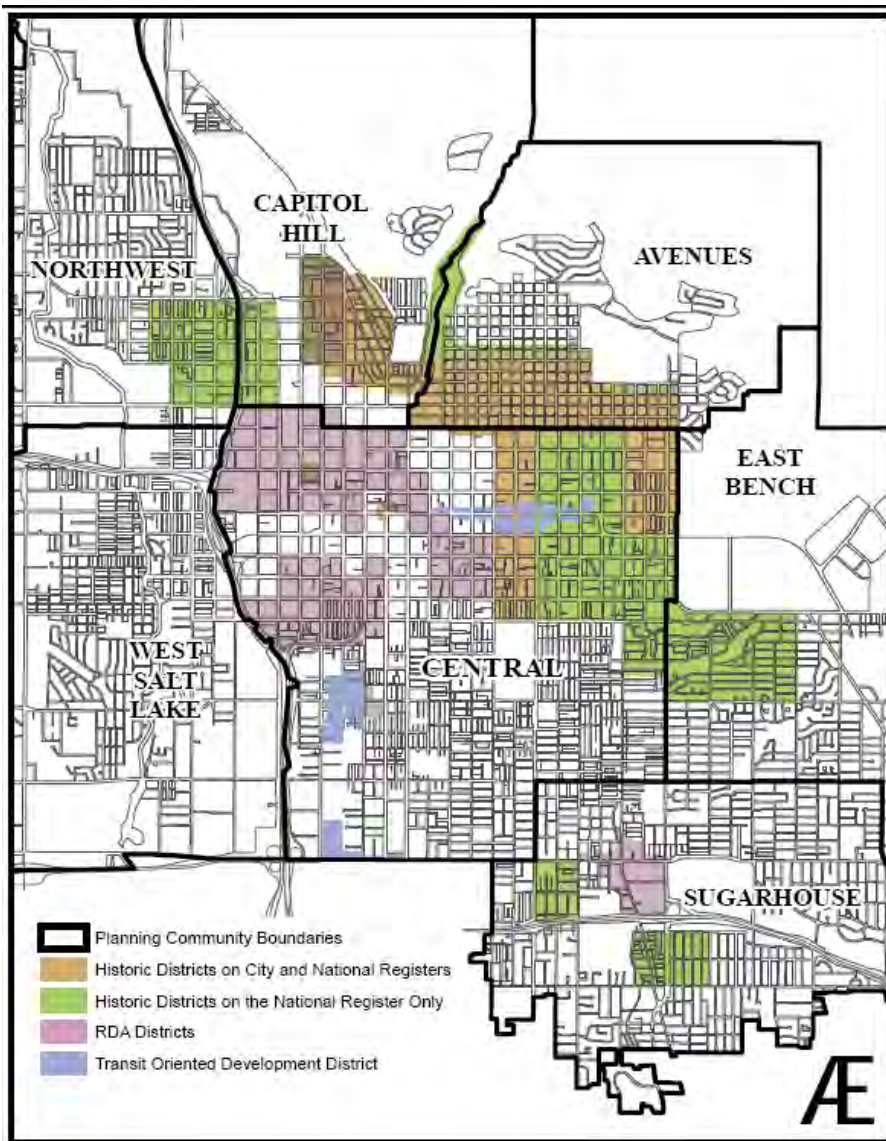 CAPITOL
HILL
AVENUES
NORTHWEST
EAST
BENCH
WEST
SALT
LAKE
CENTRAL
SUGARHOUSE
Planning Community Boundaries
Historic Districts on City and National Registers
Historic Districts on the National Register Only
RDA Districts
Transit Oriented Development District
Æ